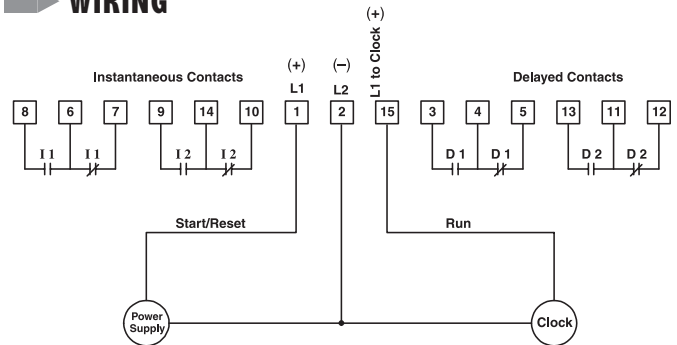 WIRING
(+)
L1 to Clock
Instantaneous Contacts
(+)
L1
(−)
L2
Delayed Contacts
8 6 7 9 14 10 1 2 15 3 4 5 13 11 12
I 1 I 1 I 2 I 2 D 1 D 1 D 2 D 2
Start/Reset Run
Power
Supply
Clock